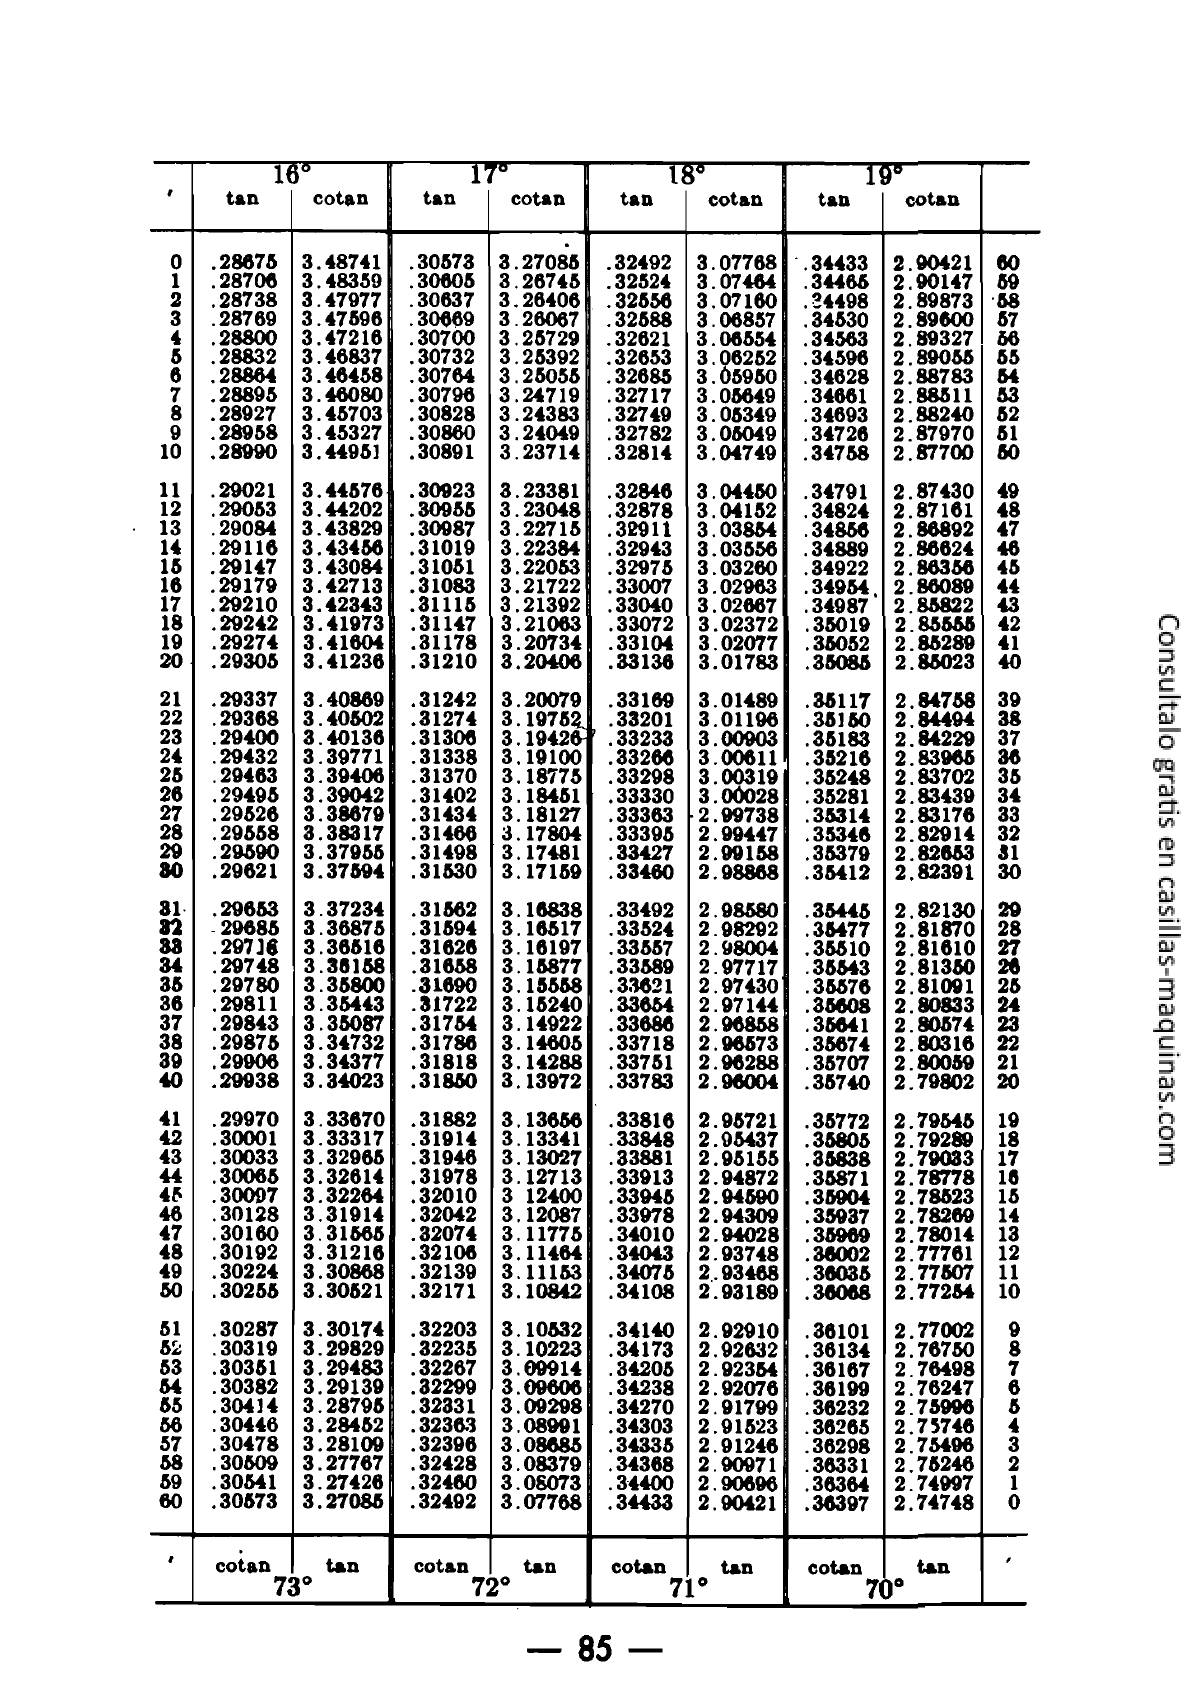 16° 17° 18° 19°
′ tan cotan tan cotan tan cotan tan cotan
0 .28675 3.48741 .30573 3.27085 .32492 3.07768 .34433 2.90421 60
1 .28706 3.48359 .30605 3.26745 .32524 3.07464 .34465 2.90147 59
2 .28738 3.47977 .30637 3.26406 .32556 3.07160 .34498 2.89873 58
3 .28769 3.47596 .30669 3.26067 .32588 3.06857 .34530 2.89600 57
4 .28800 3.47216 .30700 3.25729 .32621 3.06554 .34563 2.89327 56
5 .28832 3.46837 .30732 3.25392 .32653 3.06252 .34596 2.89055 55
6 .28864 3.46458 .30764 3.25055 .32685 3.05950 .34628 2.88783 54
7 .28895 3.46080 .30796 3.24719 .32717 3.05649 .34661 2.88511 53
8 .28927 3.45703 .30828 3.24383 .32749 3.05349 .34693 2.88240 52
9 .28958 3.45327 .30860 3.24049 .32782 3.05049 .34726 2.87970 51
10 .28990 3.44951 .30891 3.23714 .32814 3.04749 .34758 2.87700 50
11 .29021 3.44576 .30923 3.23381 .32846 3.04450 .34791 2.87430 49
12 .29053 3.44202 .30955 3.23048 .32878 3.04152 .34824 2.87161 48
13 .29084 3.43829 .30987 3.22715 .32911 3.03854 .34856 2.86892 47
14 .29116 3.43456 .31019 3.22384 .32943 3.03556 .34889 2.86624 46
15 .29147 3.43084 .31051 3.22053 .32975 3.03260 .34922 2.86356 45
16 .29179 3.42713 .31083 3.21722 .33007 3.02963 .34954 2.86089 44
17 .29210 3.42343 .31115 3.21392 .33040 3.02667 .34987 2.85822 43
18 .29242 3.41973 .31147 3.21063 .33072 3.02372 .35019 2.85555 42
19 .29274 3.41604 .31178 3.20734 .33104 3.02077 .35052 2.85289 41
20 .29305 3.41236 .31210 3.20406 .33136 3.01783 .35085 2.85023 40
21 .29337 3.40869 .31242 3.20079 .33169 3.01489 .35117 2.84758 39
22 .29368 3.40502 .31274 3.19752 .33201 3.01196 .35150 2.84494 38
23 .29400 3.40136 .31306 3.19426 .33233 3.00903 .35183 2.84229 37
24 .29432 3.39771 .31338 3.19100 .33266 3.00611 .35216 2.83965 36
25 .29463 3.39406 .31370 3.18775 .33298 3.00319 .35248 2.83702 35
26 .29495 3.39042 .31402 3.18451 .33330 3.00028 .35281 2.83439 34
27 .29526 3.38679 .31434 3.18127 .33363 2.99738 .35314 2.83176 33
28 .29558 3.38317 .31466 3.17804 .33395 2.99447 .35346 2.82914 32
29 .29590 3.37955 .31498 3.17481 .33427 2.99158 .35379 2.82653 31
30 .29621 3.37594 .31530 3.17159 .33460 2.98868 .35412 2.82391 30
31 .29653 3.37234 .31562 3.16838 .33492 2.98580 .35445 2.82130 29
32 .29685 3.36875 .31594 3.16517 .33524 2.98292 .35477 2.81870 28
33 .29716 3.36516 .31626 3.16197 .33557 2.98004 .35510 2.81610 27
34 .29748 3.36158 .31658 3.15877 .33589 2.97717 .35543 2.81350 26
35 .29780 3.35800 .31690 3.15558 .33621 2.97430 .35576 2.81091 25
36 .29811 3.35443 .31722 3.15240 .33654 2.97144 .35608 2.80833 24
37 .29843 3.35087 .31754 3.14922 .33686 2.96858 .35641 2.80574 23
38 .29875 3.34732 .31786 3.14605 .33718 2.96573 .35674 2.80316 22
39 .29906 3.34377 .31818 3.14288 .33751 2.96288 .35707 2.80059 21
40 .29938 3.34023 .31850 3.13972 .33783 2.96004 .35740 2.79802 20
41 .29970 3.33670 .31882 3.13656 .33816 2.95721 .35772 2.79545 19
42 .30001 3.33317 .31914 3.13341 .33848 2.95437 .35805 2.79289 18
43 .30033 3.32965 .31946 3.13027 .33881 2.95155 .35838 2.79033 17
44 .30065 3.32614 .31978 3.12713 .33913 2.94872 .35871 2.78778 16
45 .30097 3.32264 .32010 3 12400 .33945 2.94590 .35904 2.78523 15
46 .30128 3.31914 .32042 3.12087 .33978 2.94309 .35937 2.78269 14
47 .30160 3.31565 .32074 3.11775 .34010 2.94028 .35969 2.78014 13
48 .30192 3.31216 .32106 3.11464 .34043 2.93748 .36002 2.77761 12
49 .30224 3.30868 .32139 3.11153 .34075 2.93468 .36035 2.77507 11
50 .30255 3.30521 .32171 3.10842 .34108 2.93189 .36068 2.77254 10
51 .30287 3.30174 .32203 3.10532 .34140 2.92910 .36101 2.77002 9
52 .30319 3.29829 .32235 3.10223 .34173 2.92632 .36134 2.76750 8
53 .30351 3.29483 .32267 3.09914 .34205 2.92354 .36167 2.76498 7
54 .30382 3.29139 .32299 3.09606 .34238 2.92076 .36199 2.76247 6
55 .30414 3.28795 .32331 3.09298 .34270 2.91799 .36232 2.75996 5
56 .30446 3.28452 .32363 3.08991 .34303 2.91523 .36265 2.75746 4
57 .30478 3.28109 .32396 3.08685 .34335 2.91246 .36298 2.75496 3
58 .30509 3.27767 .32428 3.08379 .34368 2.90971 .36331 2.75246 2
59 .30541 3.27426 .32460 3.08073 .34400 2.90696 .36364 2.74997 1
60 .30573 3.27085 .32492 3.07768 .34433 2.90421 .36397 2.74748 0
′ cotan tan cotan tan cotan tan cotan tan ′
73° 72° 71° 70°
— 85 —
Consultalo gratis en casillas-maquinas.com